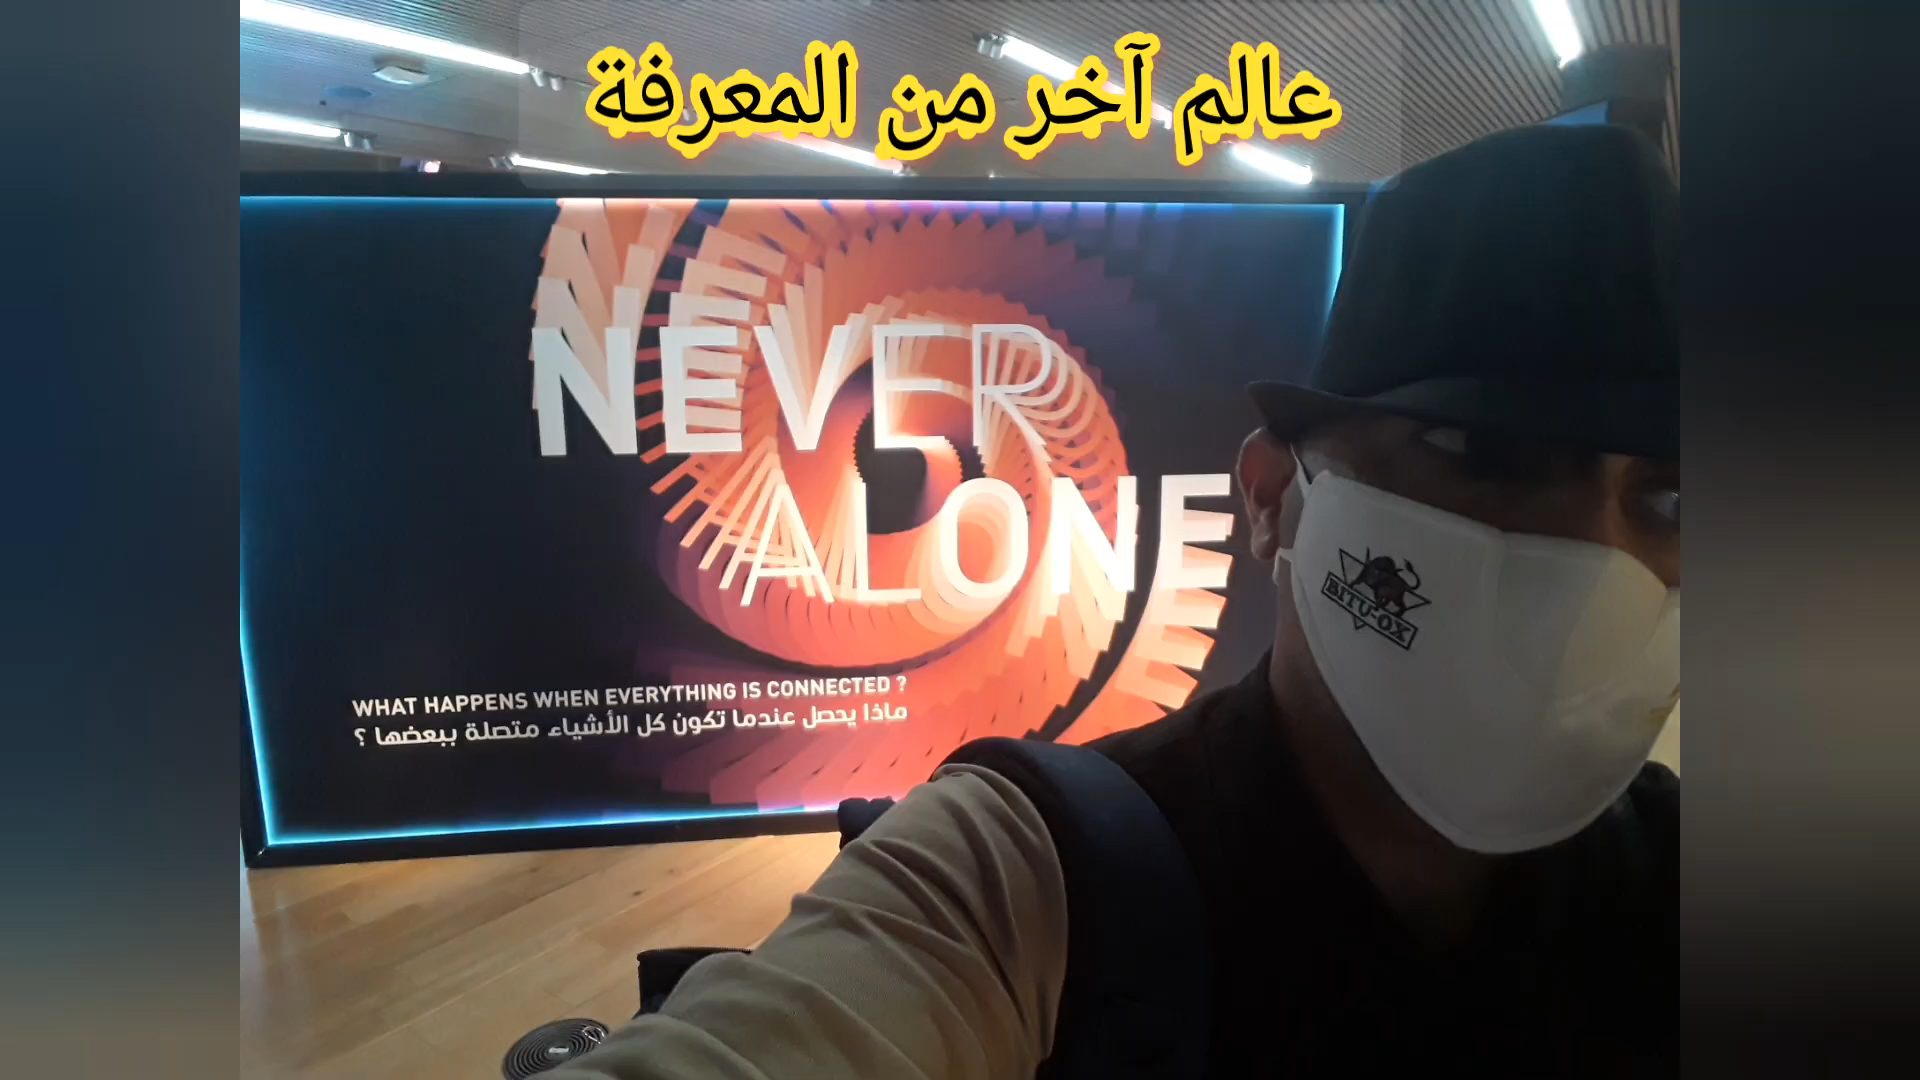 عالم آخر من المعرفة
NEVER
ALONE
WHAT HAPPENS WHEN EVERYTHING IS CONNECTED ?
ماذا يحصل عندما تكون كل الأشياء متصلة ببعضها ؟
BITU-OX